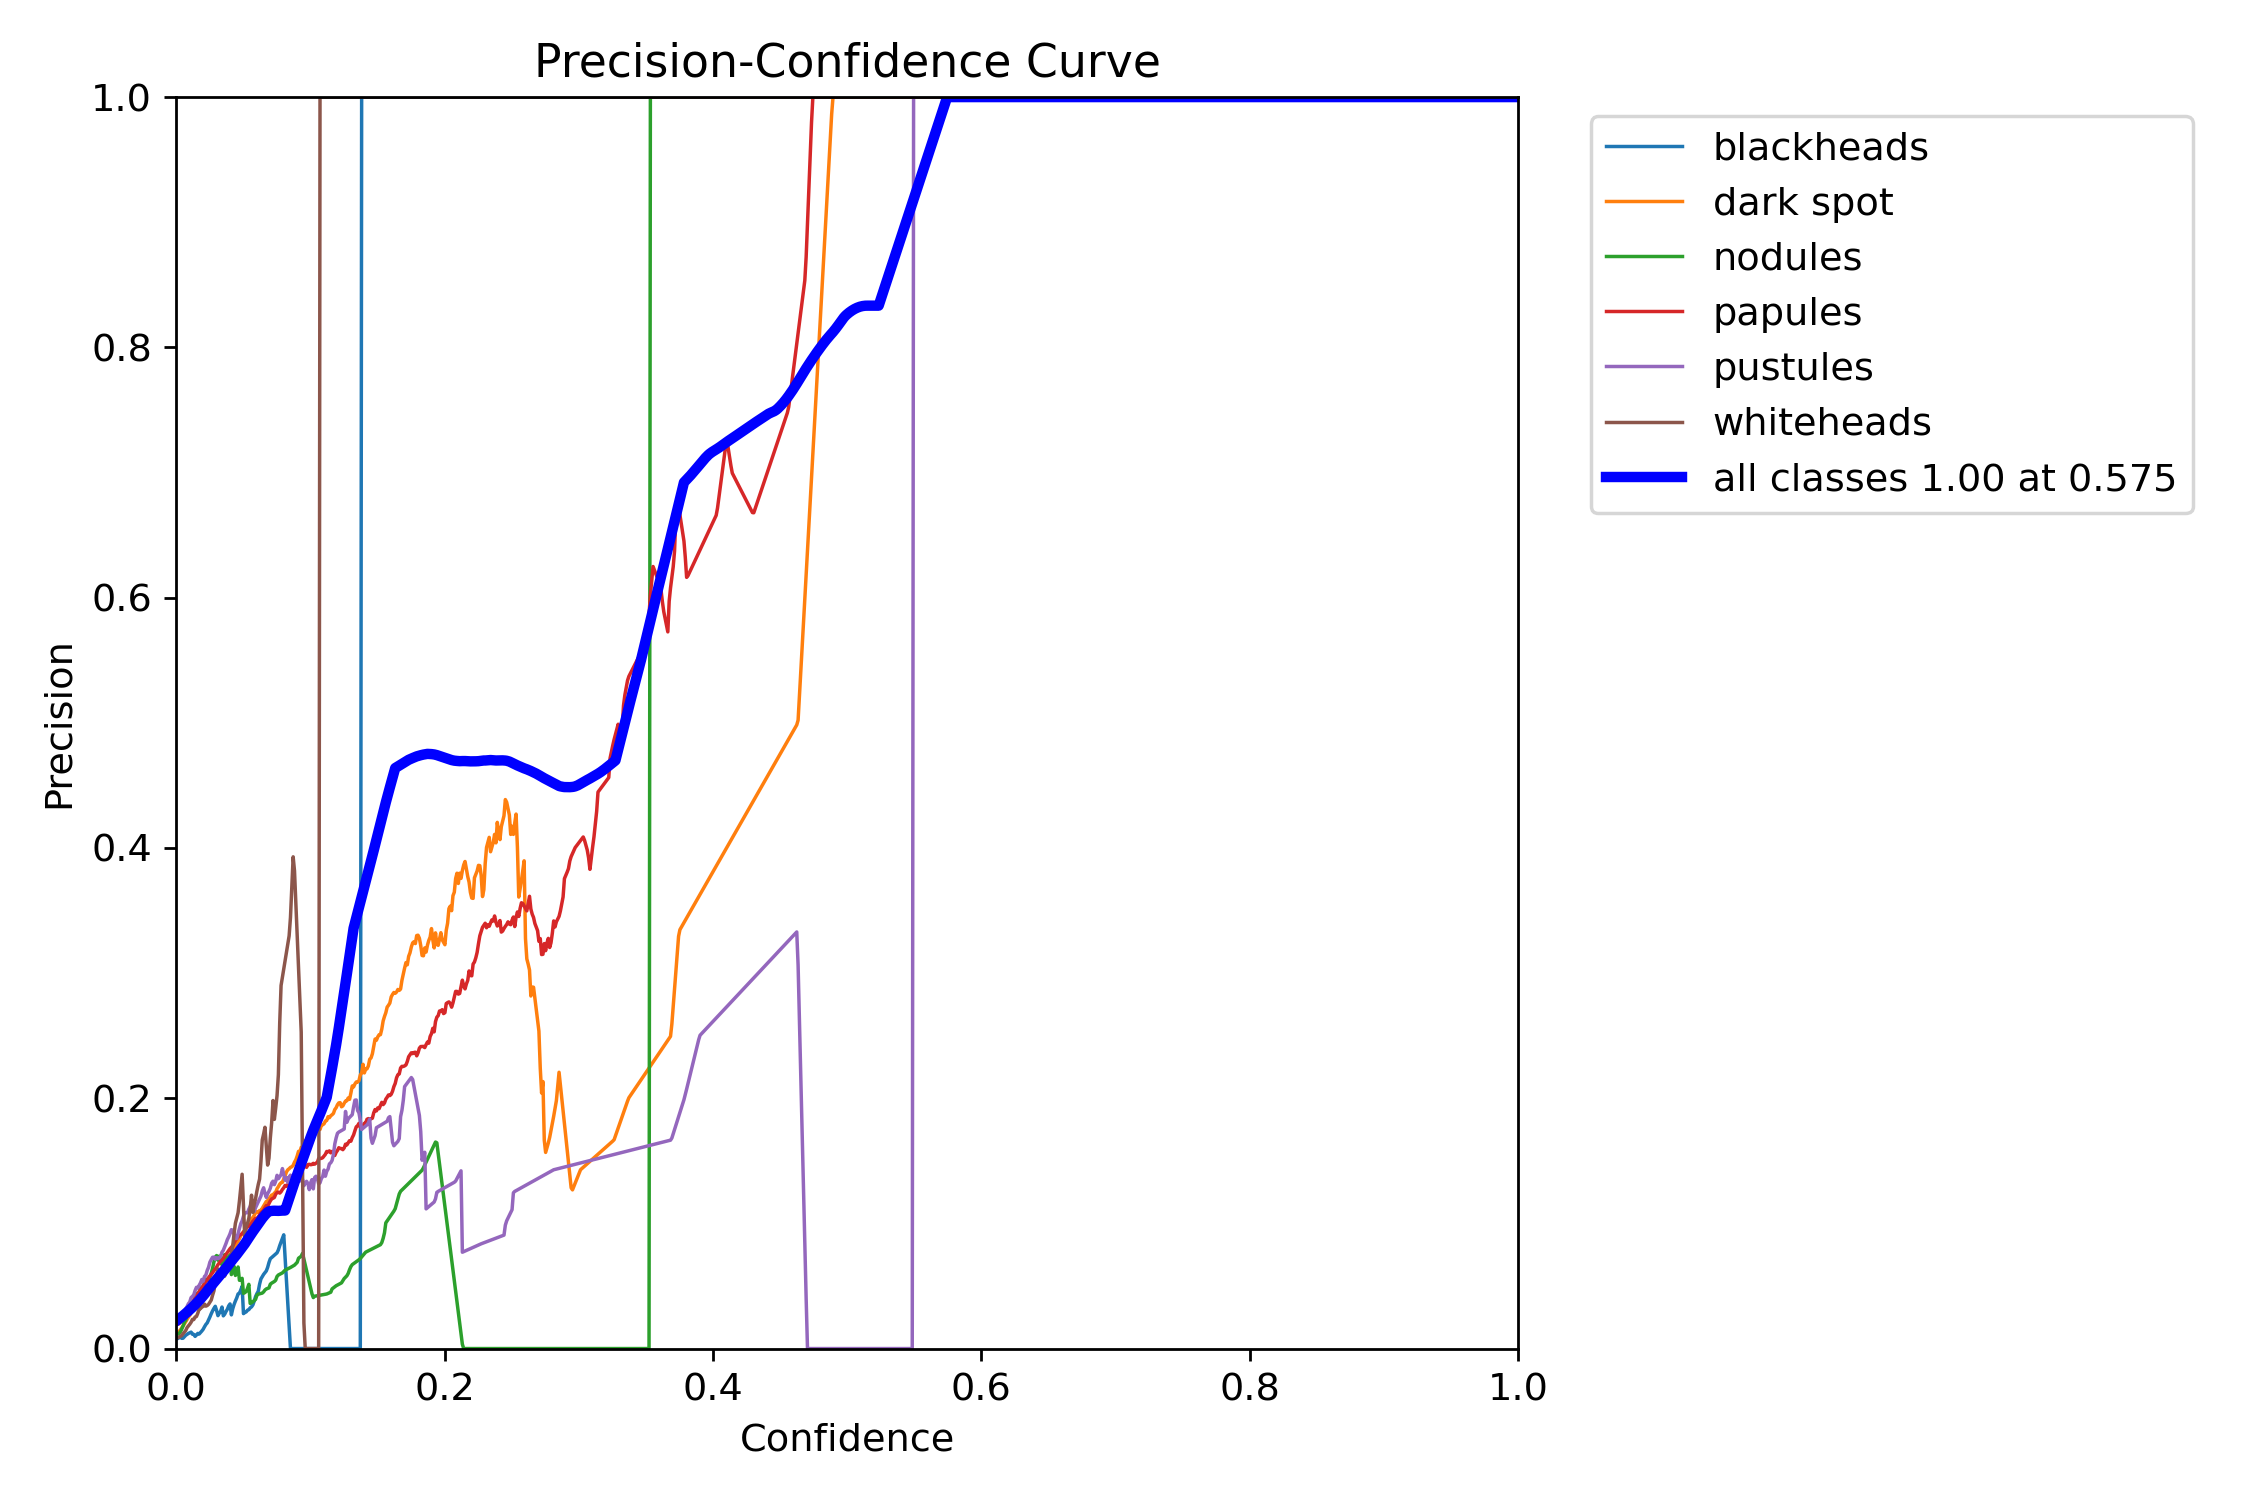 Precision-Confidence Curve
1.0
0.8
0.6
0.4
0.2
0.0
Precision
0.0 0.2 0.4 0.6 0.8 1.0
Confidence
blackheads
dark spot
nodules
papules
pustules
whiteheads
all classes 1.00 at 0.575